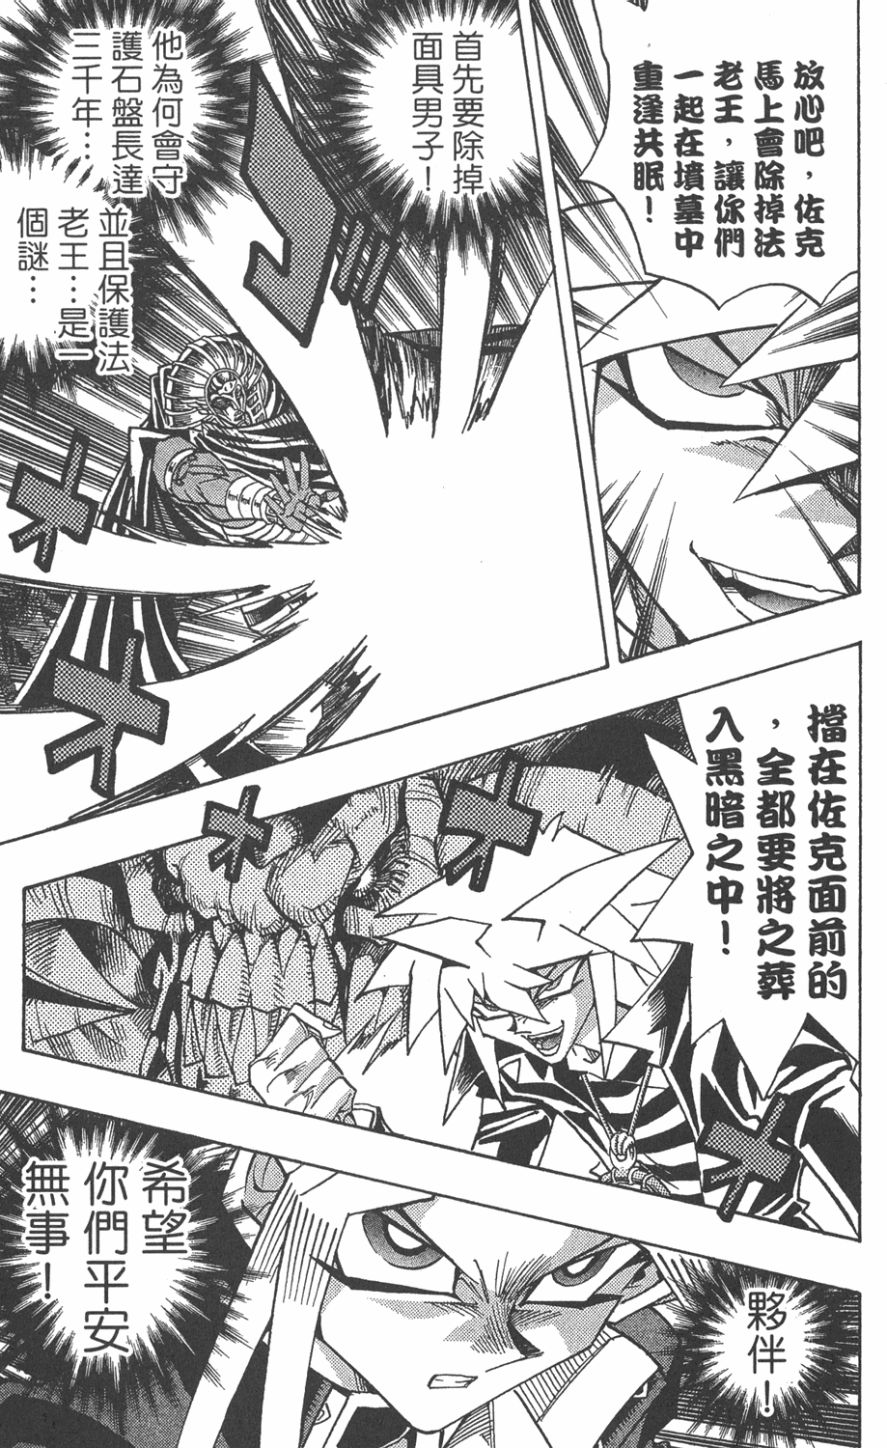 放心吧，佐克
馬上會除掉法
老王，讓你們
一起在墳墓中
重逢共眠！
首先要除掉
面具男子！
他為何會守
護石盤長達
三千年…
並且保護法
老王…是一
個謎…
擋在佐克面前的
，全都要將之葬
入黑暗之中！
夥伴！
希望
你們平安
無事！